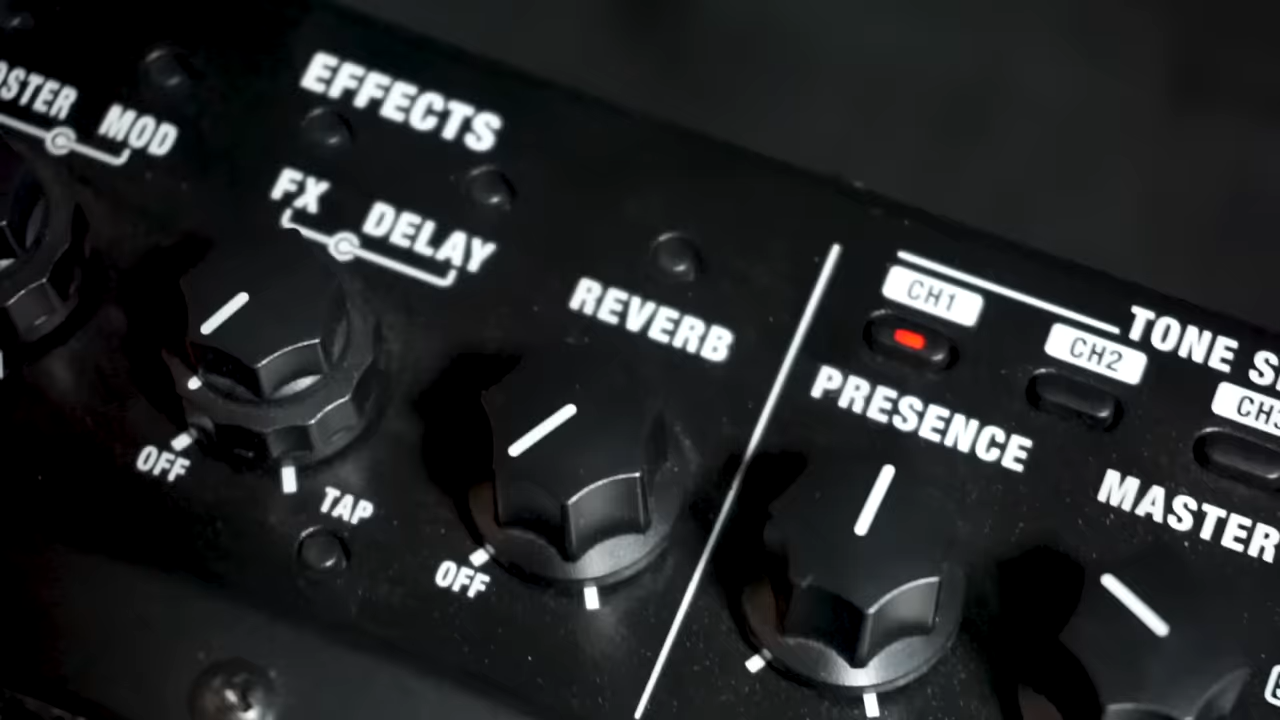 EFFECTS
MOD
FX DELAY
REVERB
OFF
TAP
OFF
CH1
CH2
TONE
PRESENCE
MASTER